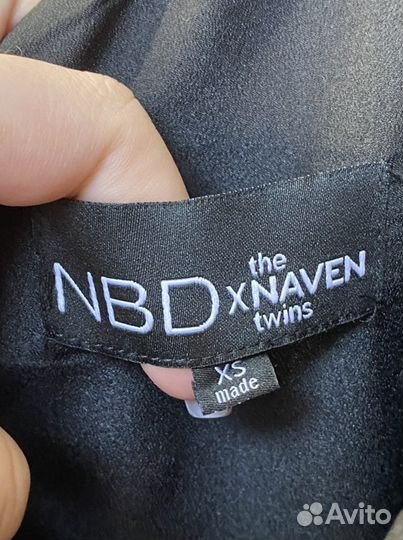 NBD x the NAVEN twins
XS
made
Avito